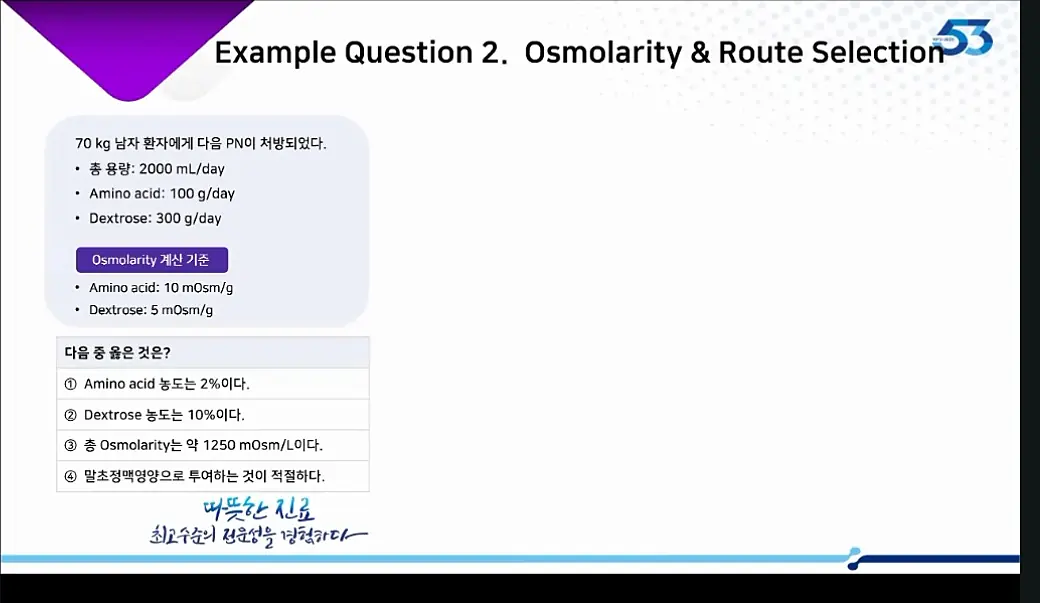 Example Question 2. Osmolarity & Route Selection
53
70 kg 남자 환자에게 다음 PN이 처방되었다.
• 총 용량: 2000 mL/day
• Amino acid: 100 g/day
• Dextrose: 300 g/day
Osmolarity 계산 기준
• Amino acid: 10 mOsm/g
• Dextrose: 5 mOsm/g
다음 중 옳은 것은?
① Amino acid 농도는 2%이다.
② Dextrose 농도는 10%이다.
③ 총 Osmolarity는 약 1250 mOsm/L이다.
④ 말초정맥영양으로 투여하는 것이 적절하다.
따뜻한 진료
최고수준의 전문성을 경험하다